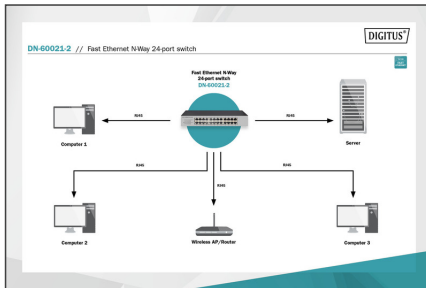 DIGITUS®
DN-60021-2 // Fast Ethernet N-Way 24-port switch
Fast Ethernet N-Way
24-port switch
DN-60021-2
RJ45
RJ45
Computer 1
Server
RJ45
RJ45
RJ45
Computer 2
Wireless AP/Router
Computer 3